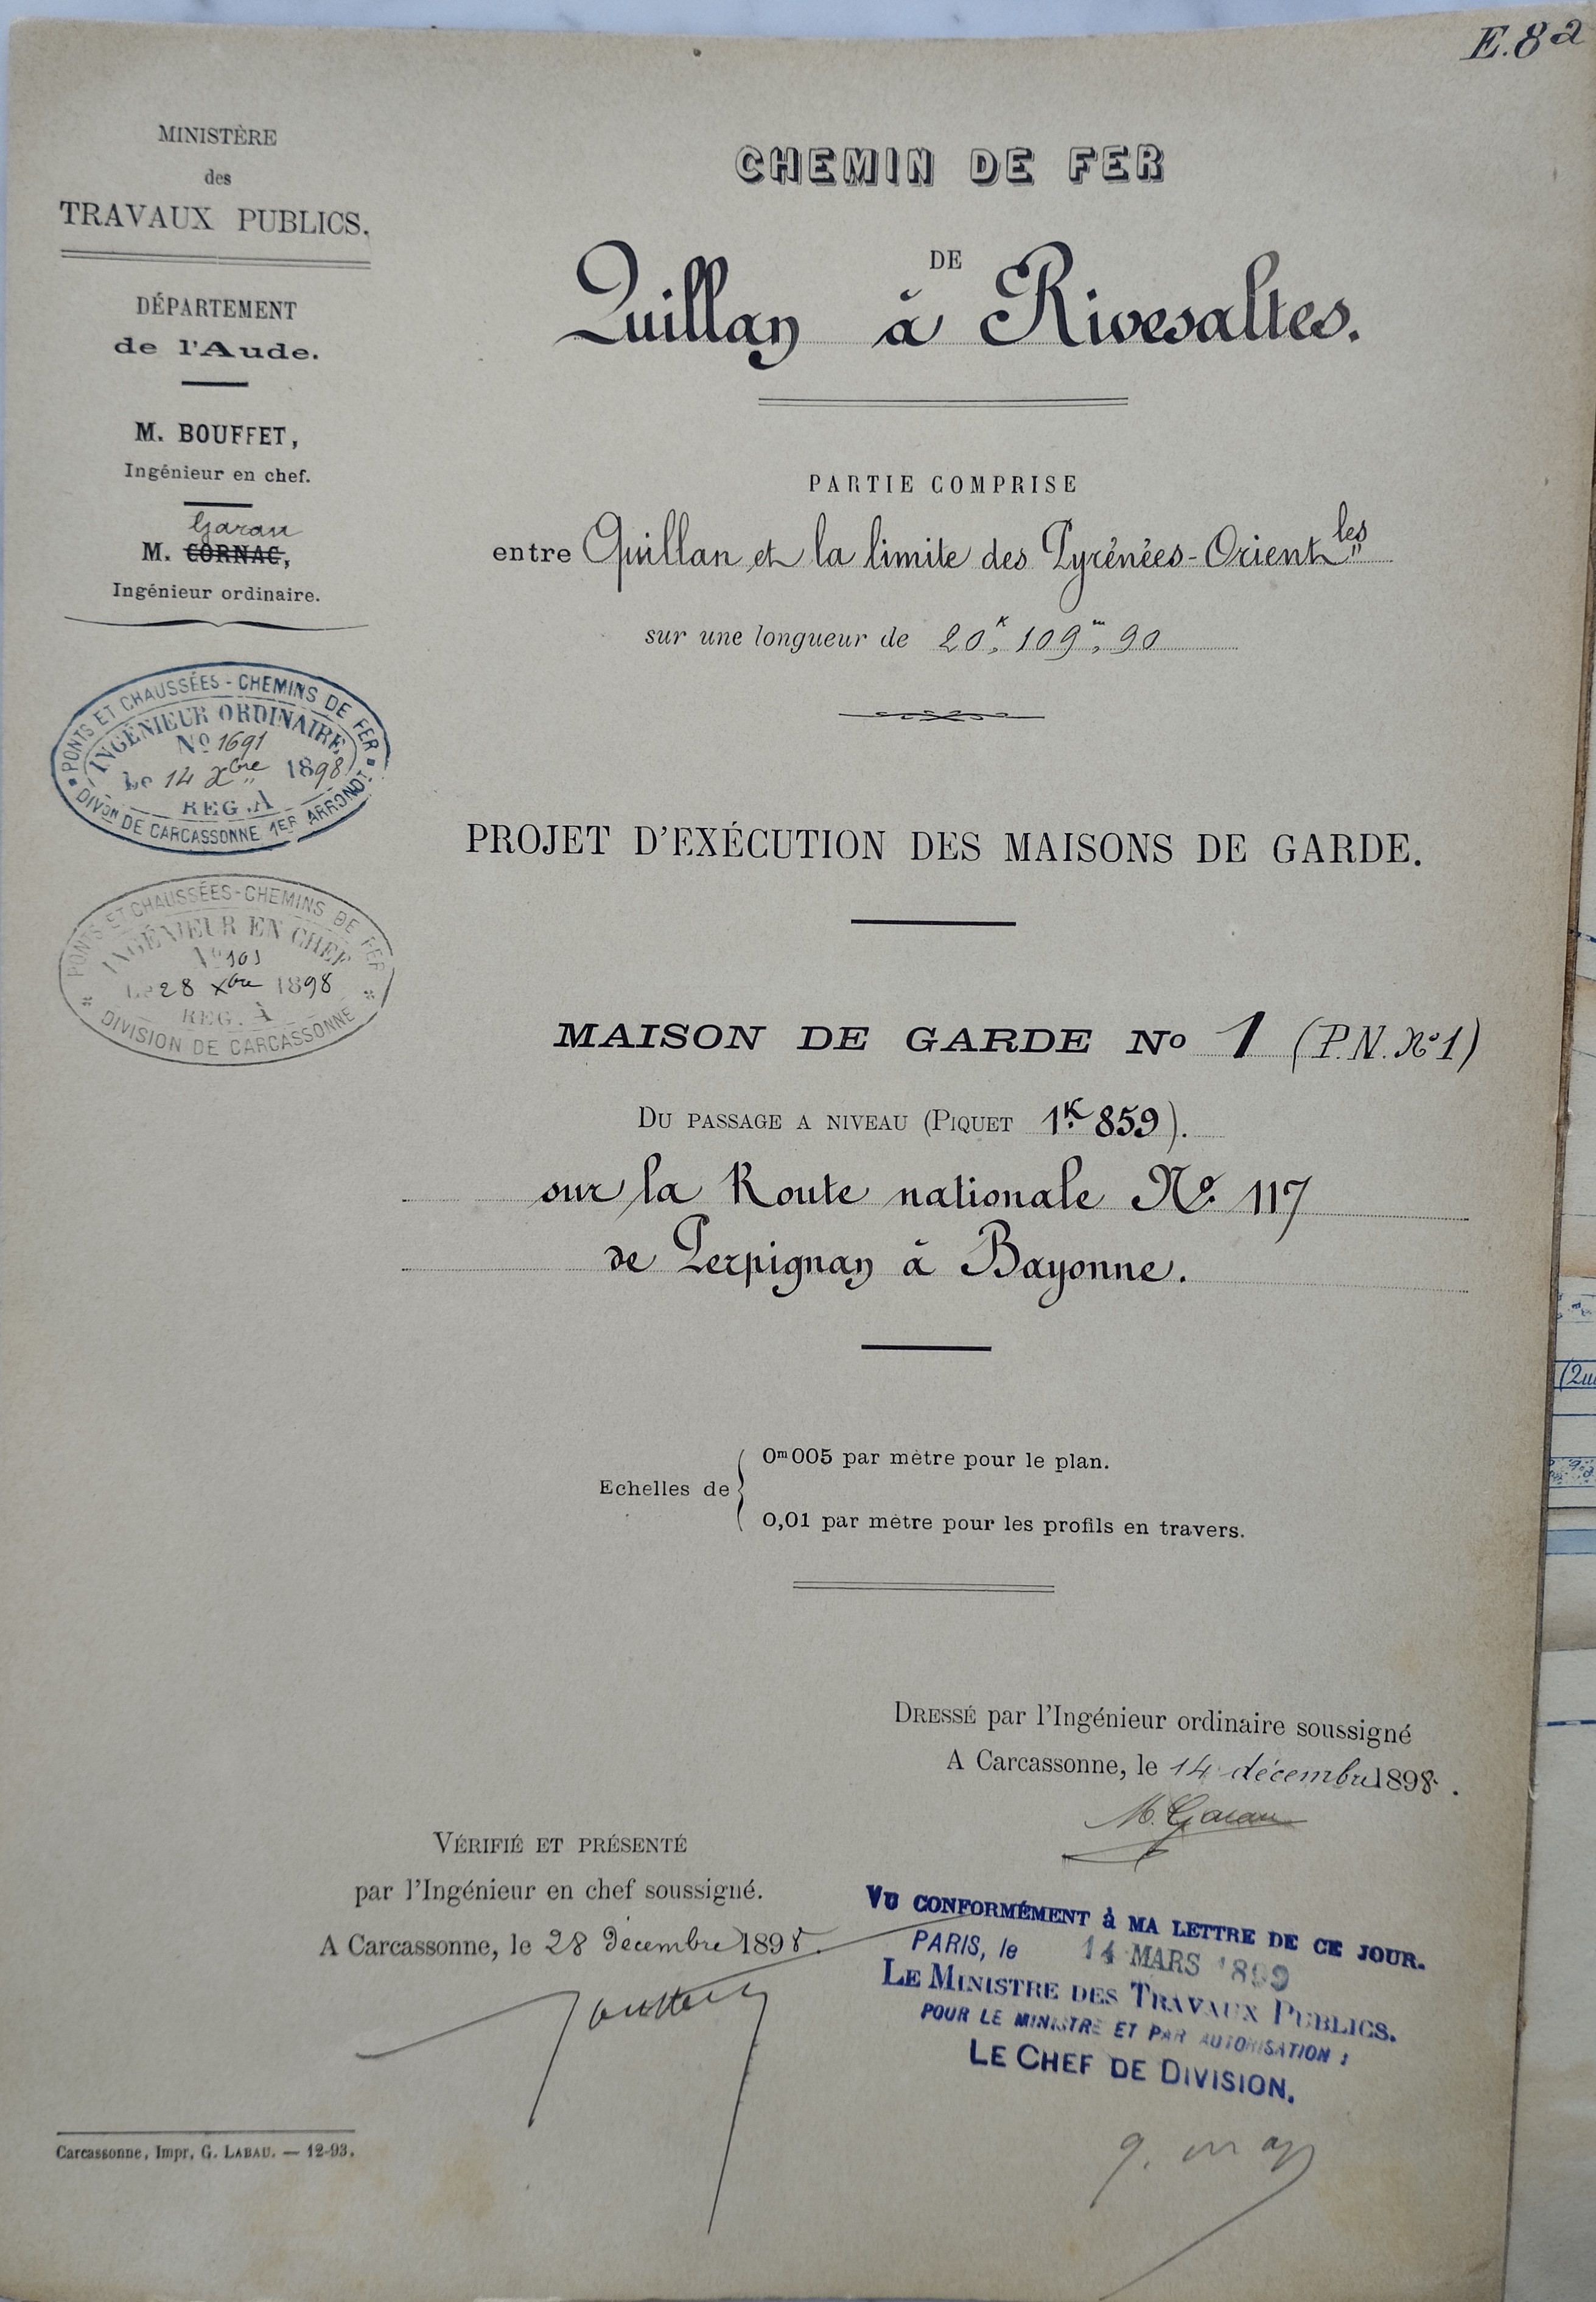 E.8a
MINISTÈRE
des
TRAVAUX PUBLICS.
DÉPARTEMENT
de l'Aude.
M. BOUFFET,
Ingénieur en chef.
Garau
M. CORNAC,
Ingénieur ordinaire.
PONTS ET CHAUSSÉES - CHEMINS DE FER
INGÉNIEUR ORDINAIRE
No 1691
Le 14 Xbre 1898
REG. A
DIVon DE CARCASSONNE 1ER ARRONDt
PONTS ET CHAUSSÉES - CHEMINS DE FER
INGÉNIEUR EN CHEF
No 101
Le 28 Xbre 1898
REG. A
DIVISION DE CARCASSONNE
CHEMIN DE FER
DE
Quillan à Rivesaltes.
PARTIE COMPRISE
entre Quillan et la limite des Pyrénées-Orientles
sur une longueur de 20k, 109m, 90
PROJET D'EXÉCUTION DES MAISONS DE GARDE.
MAISON DE GARDE No 1 (P.N. No 1)
DU PASSAGE A NIVEAU (PIQUET 1K. 859).
sur la Route nationale No. 117
de Perpignan à Bayonne.
Echelles de
0m005 par mètre pour le plan.
0,01 par mètre pour les profils en travers.
DRESSÉ par l'Ingénieur ordinaire soussigné
A Carcassonne, le 14 décembre 1898.
M. Garau
VÉRIFIÉ ET PRÉSENTÉ
par l'Ingénieur en chef soussigné.
A Carcassonne, le 28 Décembre 1898.
VU CONFORMÉMENT à MA LETTRE DE CE JOUR.
PARIS, le 14 MARS 1899
LE MINISTRE DES TRAVAUX PUBLICS.
POUR LE MINISTRE ET PAR AUTORISATION :
LE CHEF DE DIVISION.
Carcassonne, Impr. G. LABAU. — 12-93.